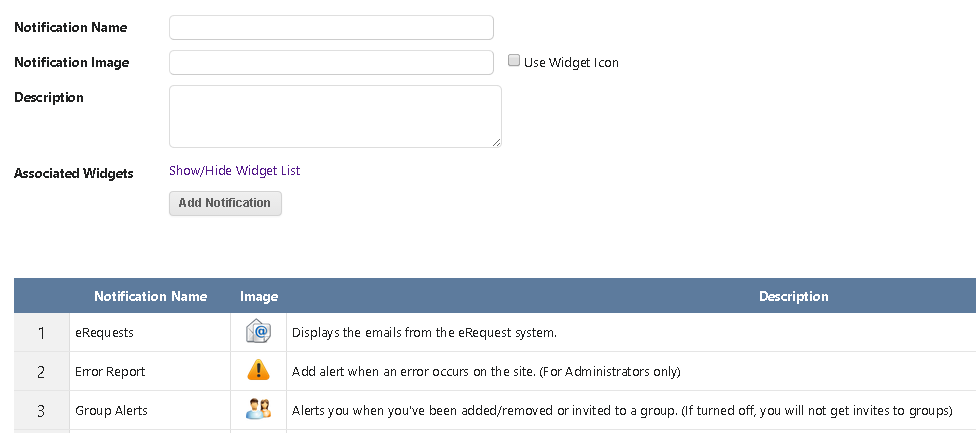 Notification Name
Notification Image
Use Widget Icon
Description
Associated Widgets Show/Hide Widget List
Add Notification
Notification Name Image Description
1 eRequests Displays the emails from the eRequest system.
2 Error Report Add alert when an error occurs on the site. (For Administrators only)
3 Group Alerts Alerts you when you've been added/removed or invited to a group. (If turned off, you will not get invites to groups)